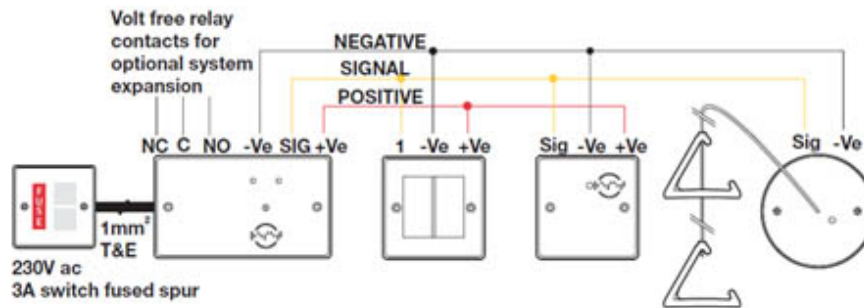 Volt free relay
contacts for
optional system
expansion
NEGATIVE
SIGNAL
POSITIVE
NC C NO -Ve SIG +Ve
1 -Ve +Ve
Sig -Ve +Ve
Sig -Ve
FUSE
1mm²
T&E
230V ac
3A switch fused spur